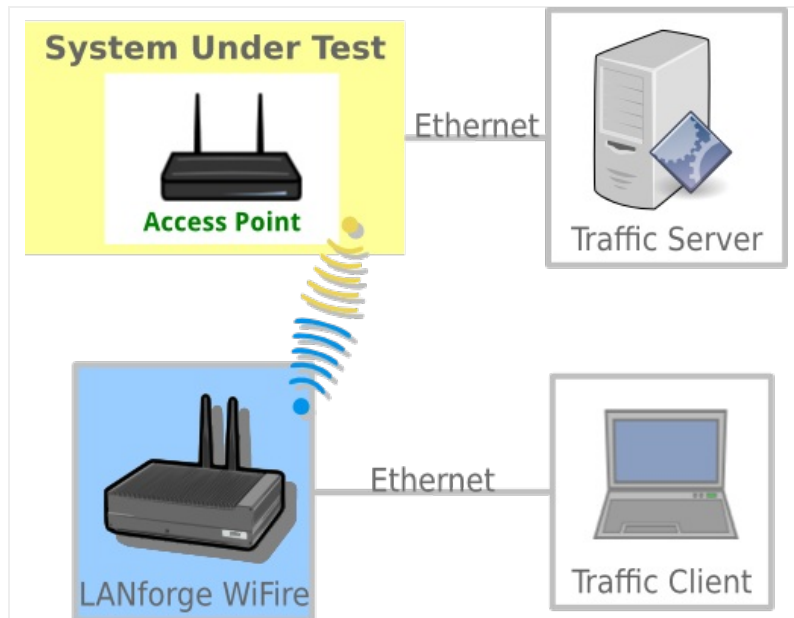 System Under Test
Access Point
Ethernet
Traffic Server
LANforge WiFire
Ethernet
Traffic Client